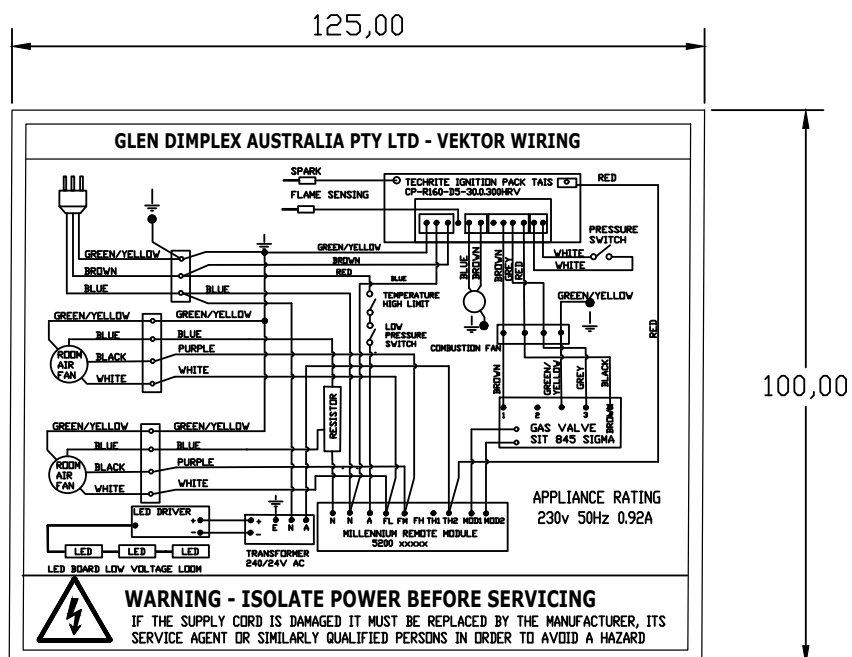 125,00
GLEN DIMPLEX AUSTRALIA PTY LTD - VEKTOR WIRING
SPARK
FLAME SENSING
TECHRITE IGNITION PACK TAIS
CP-R160-D5-30.0.300HRV
RED
GREEN/YELLOW
BROWN
BLUE
GREEN/YELLOW
BROWN
RED
BLUE
BLUE
TEMPERATURE
HIGH LIMIT
LOW
PRESSURE
SWITCH
BLUE
BROWN
BROWN
GREY
RED
WHITE
WHITE
PRESSURE
SWITCH
GREEN/YELLOW
RED
COMBUSTION FAN
GREEN/YELLOW
BLUE
BLACK
WHITE
ROOM
AIR
FAN
GREEN/YELLOW
BLUE
PURPLE
WHITE
RESISTOR
BROWN
GREEN/
YELLOW
GREY
BLACK
BROWN
1
2
3
GAS VALVE
SIT 845 SIGMA
100,00
GREEN/YELLOW
BLUE
BLACK
WHITE
ROOM
AIR
FAN
GREEN/YELLOW
BLUE
PURPLE
WHITE
LED DRIVER
+
-
+
-
E
N
A
TRANSFORMER
240/24V AC
LED
LED
LED
LED BOARD LOW VOLTAGE LOOM
N N A FL FM FH TH1 TH2 MOD1 MOD2
MILLENNIUM REMOTE MODULE
5200 xxxxx
APPLIANCE RATING
230v 50Hz 0.92A
WARNING - ISOLATE POWER BEFORE SERVICING
IF THE SUPPLY CORD IS DAMAGED IT MUST BE REPLACED BY THE MANUFACTURER, ITS
SERVICE AGENT OR SIMILARLY QUALIFIED PERSONS IN ORDER TO AVOID A HAZARD